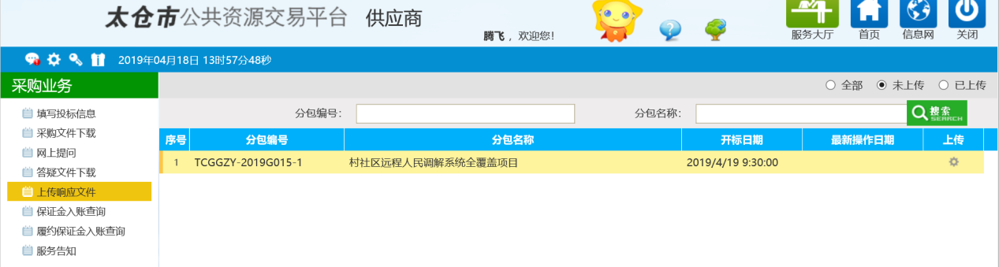 太仓市公共资源交易平台 供应商
腾飞，欢迎您!
服务大厅 首页 信息网 关闭
2019年04月18日 13时57分48秒
采购业务
全部 未上传 已上传
填写投标信息
采购文件下载
网上提问
答疑文件下载
上传响应文件
保证金入账查询
履约保证金入账查询
服务告知
分包编号: 分包名称: 搜索 SEARCH
序号 分包编号 分包名称 开标日期 最新操作日期 上传
1 TCGGZY-2019G015-1 村社区远程人民调解系统全覆盖项目 2019/4/19 9:30:00